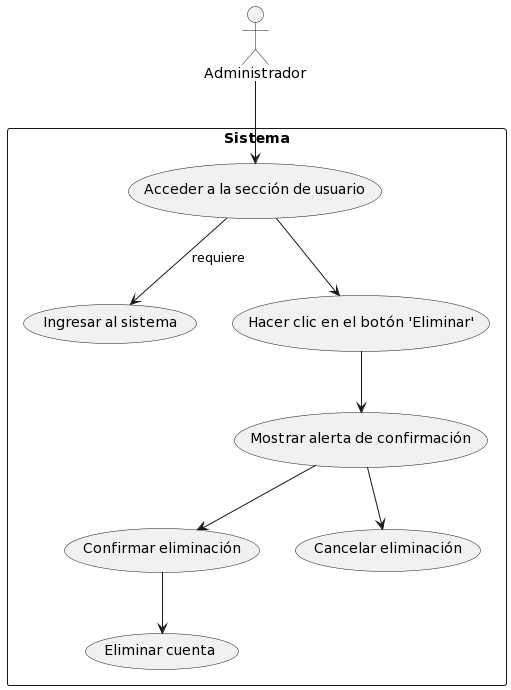 Administrador
Sistema
Acceder a la sección de usuario
requiere
Ingresar al sistema
Hacer clic en el botón 'Eliminar'
Mostrar alerta de confirmación
Confirmar eliminación
Cancelar eliminación
Eliminar cuenta